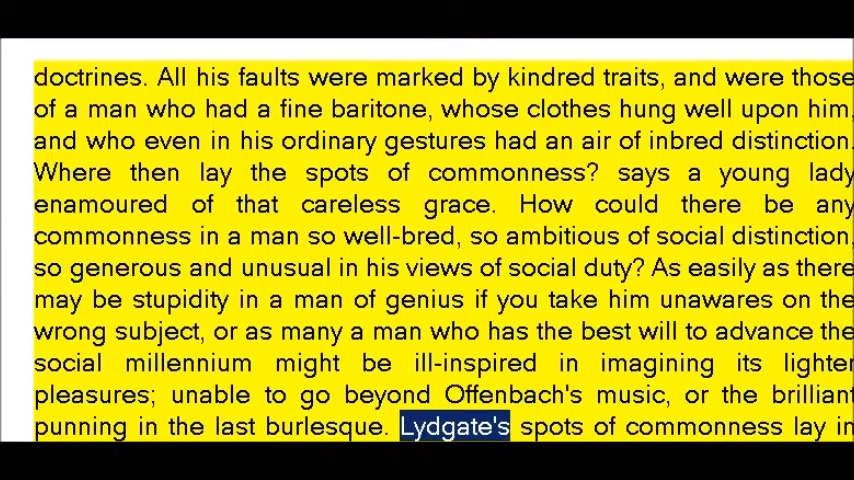 doctrines. All his faults were marked by kindred traits, and were those
of a man who had a fine baritone, whose clothes hung well upon him,
and who even in his ordinary gestures had an air of inbred distinction.
Where then lay the spots of commonness? says a young lady
enamoured of that careless grace. How could there be any
commonness in a man so well-bred, so ambitious of social distinction,
so generous and unusual in his views of social duty? As easily as there
may be stupidity in a man of genius if you take him unawares on the
wrong subject, or as many a man who has the best will to advance the
social millennium might be ill-inspired in imagining its lighter
pleasures; unable to go beyond Offenbach's music, or the brilliant
punning in the last burlesque. Lydgate's spots of commonness lay in